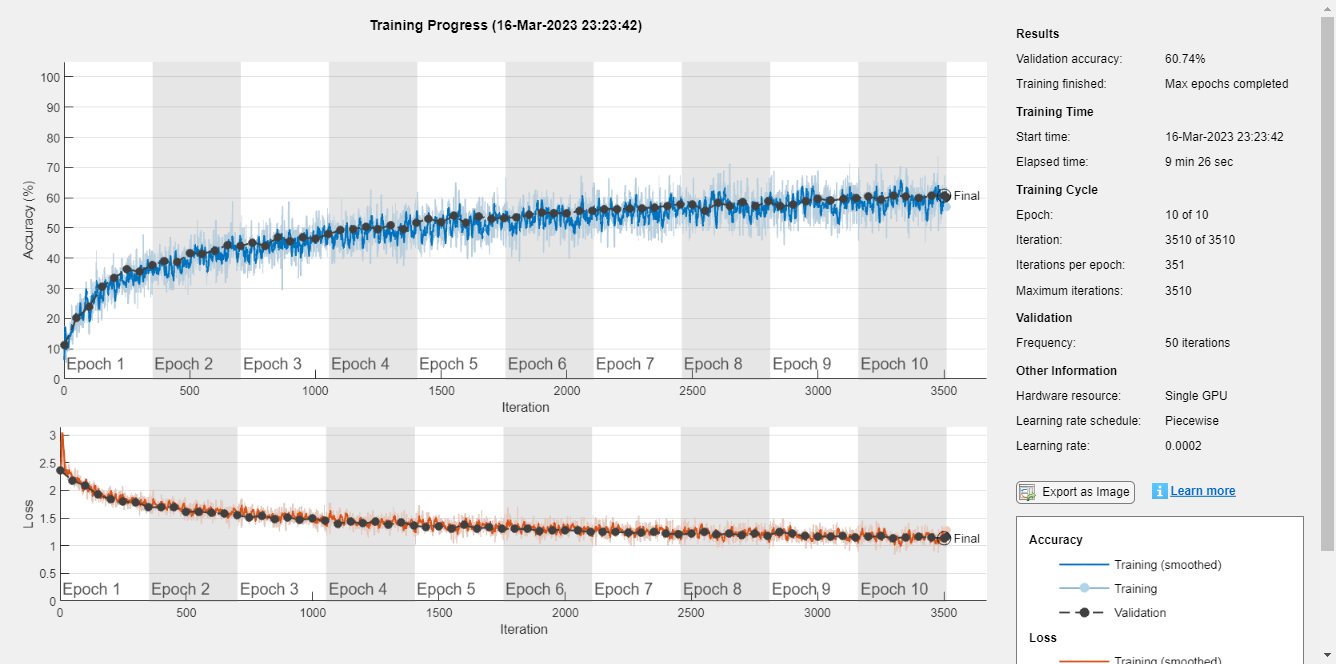 Training Progress (16-Mar-2023 23:23:42)
100
90
80
70
60
50
40
30
20
10
0
Accuracy (%)
Final
Epoch 1 Epoch 2 Epoch 3 Epoch 4 Epoch 5 Epoch 6 Epoch 7 Epoch 8 Epoch 9 Epoch 10
0 500 1000 1500 2000 2500 3000 3500
Iteration
3
2.5
2
1.5
1
0.5
0
Loss
Final
Epoch 1 Epoch 2 Epoch 3 Epoch 4 Epoch 5 Epoch 6 Epoch 7 Epoch 8 Epoch 9 Epoch 10
0 500 1000 1500 2000 2500 3000 3500
Iteration
Results
Validation accuracy: 60.74%
Training finished: Max epochs completed
Training Time
Start time: 16-Mar-2023 23:23:42
Elapsed time: 9 min 26 sec
Training Cycle
Epoch: 10 of 10
Iteration: 3510 of 3510
Iterations per epoch: 351
Maximum iterations: 3510
Validation
Frequency: 50 iterations
Other Information
Hardware resource: Single GPU
Learning rate schedule: Piecewise
Learning rate: 0.0002
Export as Image
Learn more
Accuracy
Training (smoothed)
Training
Validation
Loss
Training (smoothed)